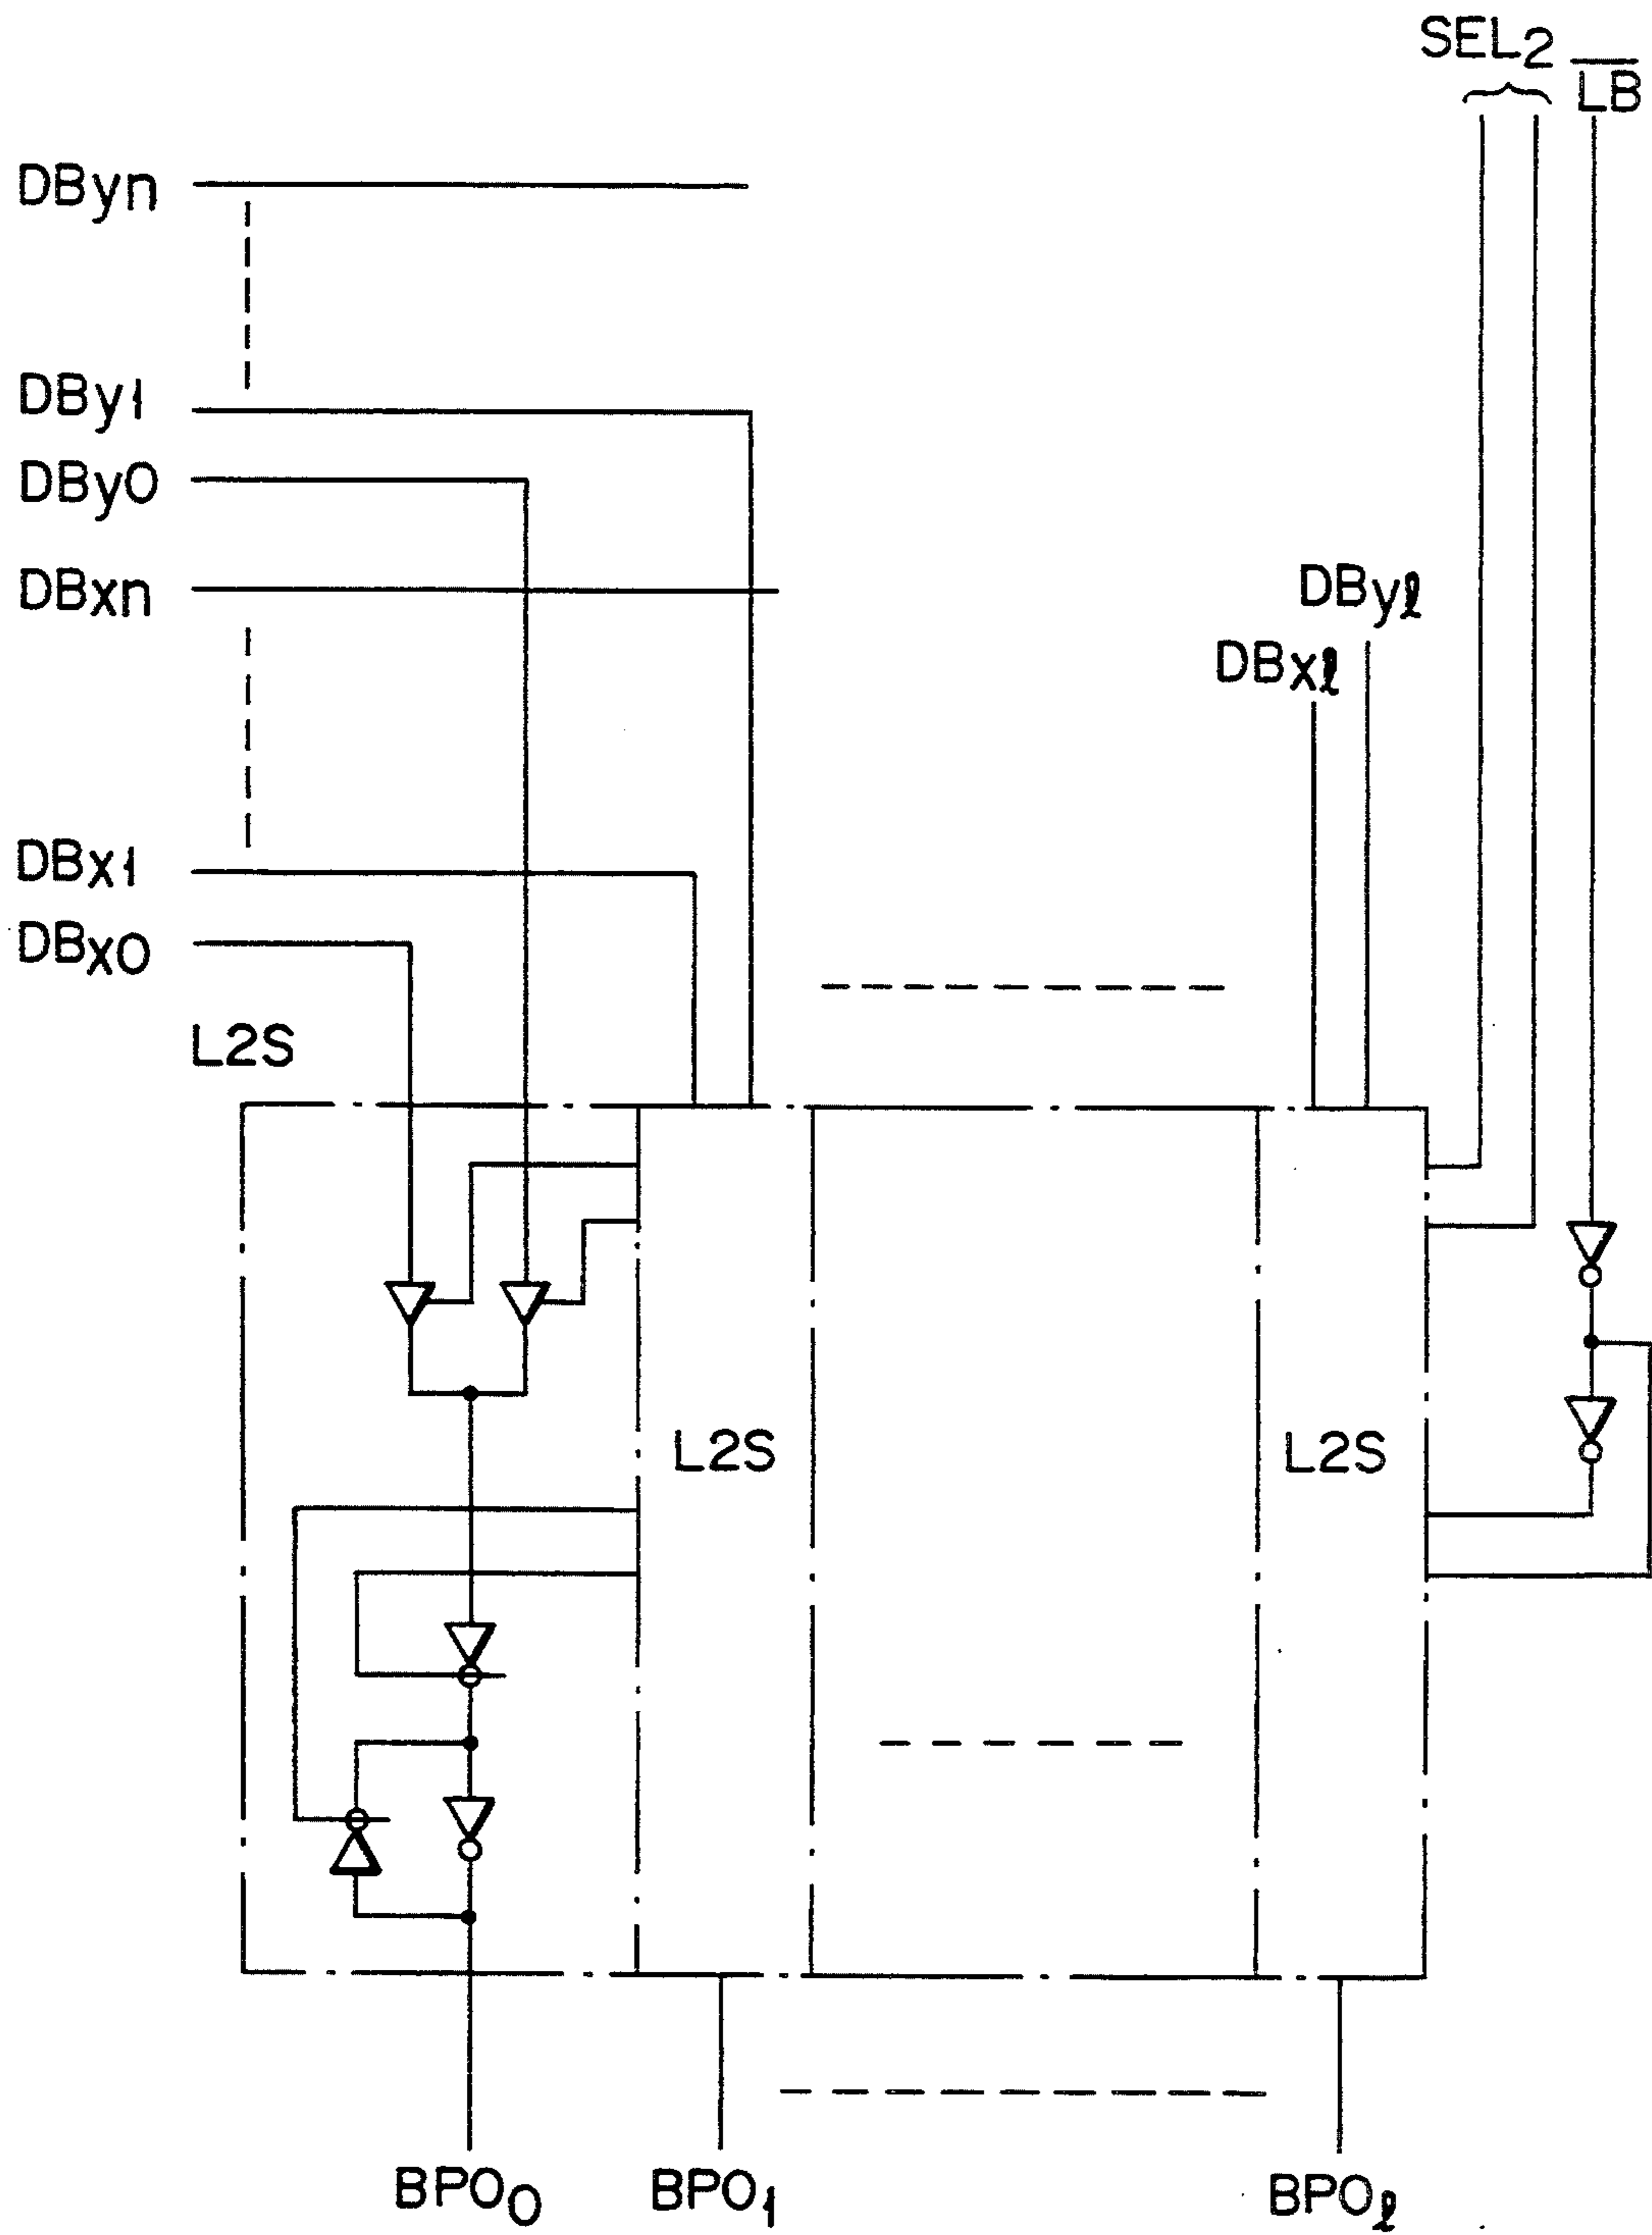 SEL2
LB
DByn
DBy1
DBy0
DBxn
DByℓ
DBxℓ
DBx1
DBx0
L2S
L2S
L2S
BPO0
BPO1
BPOℓ